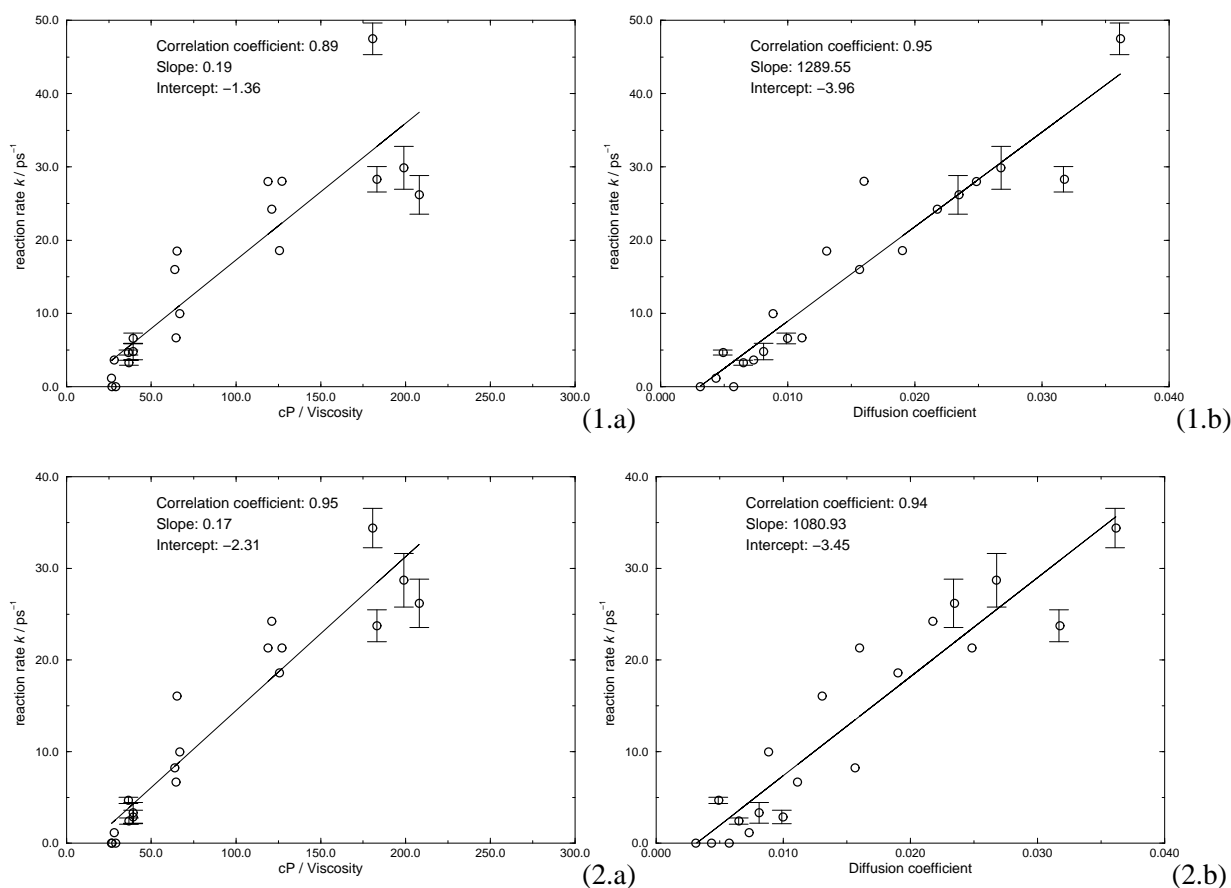 50.0
40.0
30.0
20.0
10.0
0.0
reaction rate k / ps⁻¹
Correlation coefficient: 0.89
Slope: 0.19
Intercept: −1.36
0.0 50.0 100.0 150.0 200.0 250.0 300.0
cP / Viscosity
(1.a)
50.0
40.0
30.0
20.0
10.0
0.0
reaction rate k / ps⁻¹
Correlation coefficient: 0.95
Slope: 1289.55
Intercept: −3.96
0.000 0.010 0.020 0.030 0.040
Diffusion coefficient
(1.b)
40.0
30.0
20.0
10.0
0.0
reaction rate k / ps⁻¹
Correlation coefficient: 0.95
Slope: 0.17
Intercept: −2.31
0.0 50.0 100.0 150.0 200.0 250.0 300.0
cP / Viscosity
(2.a)
40.0
30.0
20.0
10.0
0.0
reaction rate k / ps⁻¹
Correlation coefficient: 0.94
Slope: 1080.93
Intercept: −3.45
0.000 0.010 0.020 0.030 0.040
Diffusion coefficient
(2.b)